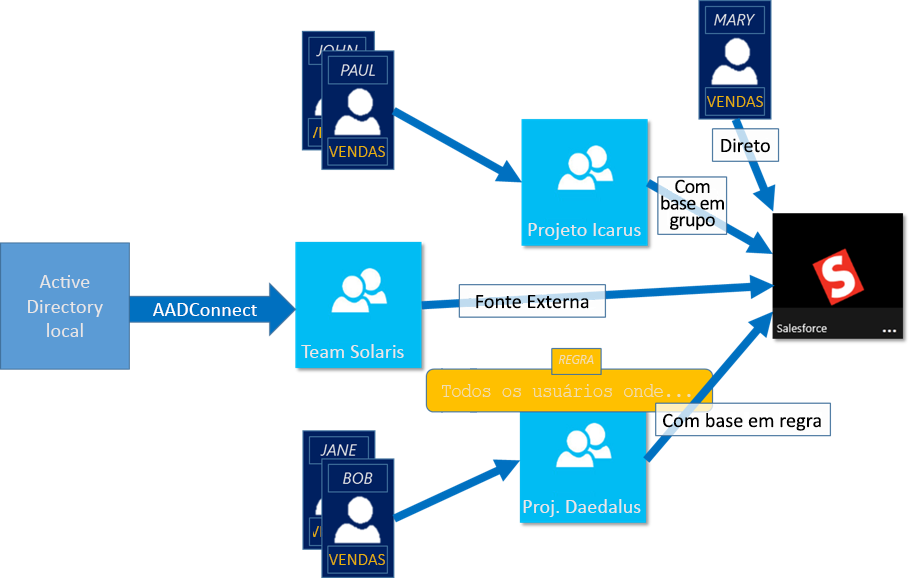 MARY
VENDAS
JOHN
PAUL
VENDAS
Direto
Projeto Icarus
Com
base em
grupo
Active
Directory
local
AADConnect
Team Solaris
Fonte Externa
S
Salesforce
...
REGRA
Todos os usuários onde...
Com base em regra
JANE
BOB
VENDAS
Proj. Daedalus